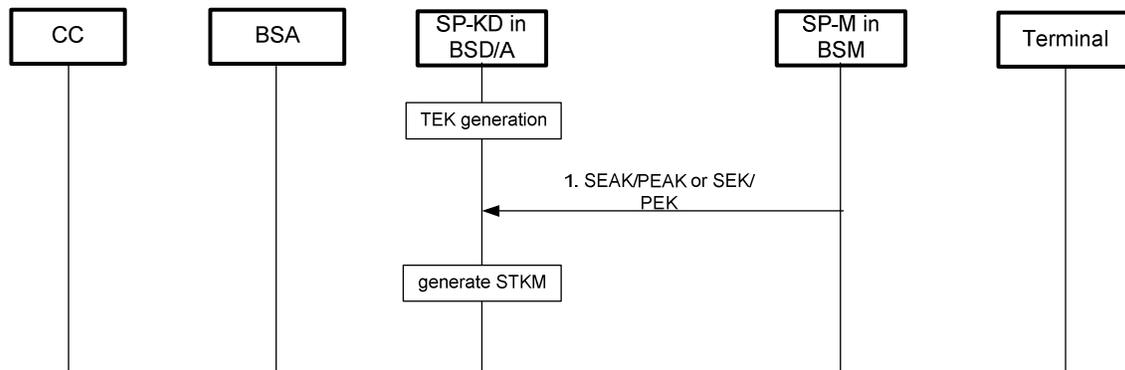 CC
BSA
SP-KD in
BSD/A
SP-M in
BSM
Terminal
TEK generation
1. SEAK/PEAK or SEK/
PEK
generate STKM